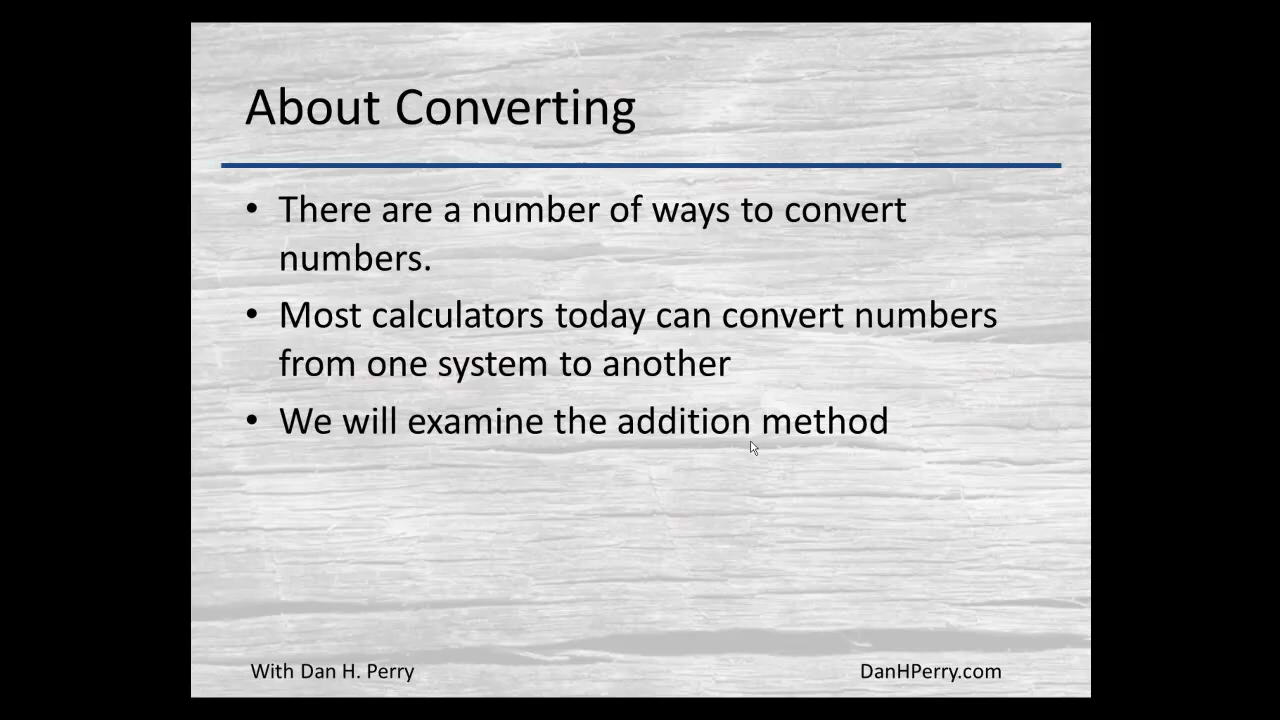 About Converting
• There are a number of ways to convert
numbers.
• Most calculators today can convert numbers
from one system to another
• We will examine the addition method
With Dan H. Perry
DanHPerry.com